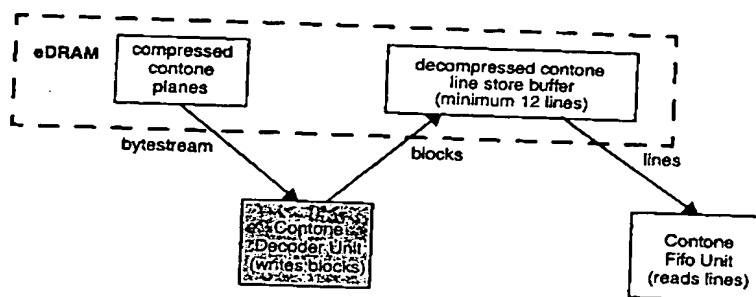 eDRAM
compressed
contone
planes
decompressed contone
line store buffer
(minimum 12 lines)
bytestream
blocks
lines
Contone
Decoder Unit
(writes blocks)
Contone
Fifo Unit
(reads lines)